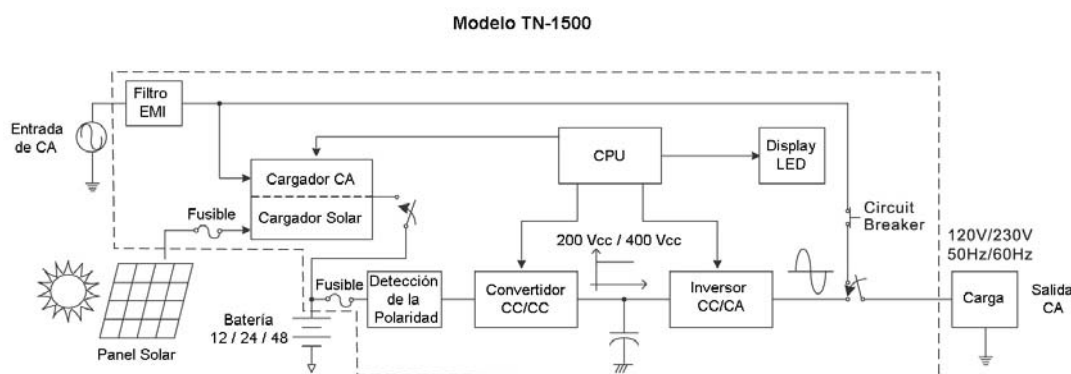 Modelo TN-1500
Filtro
EMI
Entrada
de CA
CPU
Display
LED
Cargador CA
Cargador Solar
Fusible
Circuit
Breaker
200 Vcc / 400 Vcc
120V/230V
50Hz/60Hz
Fusible
Detección
de la
Polaridad
Convertidor
CC/CC
Inversor
CC/CA
Carga
Salida
CA
Batería
12 / 24 / 48
Panel Solar